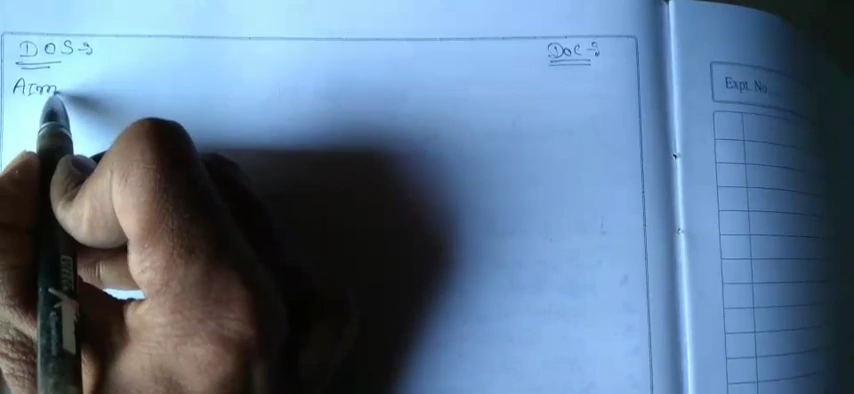 DOS → DOC →
AIm
Expt. No.